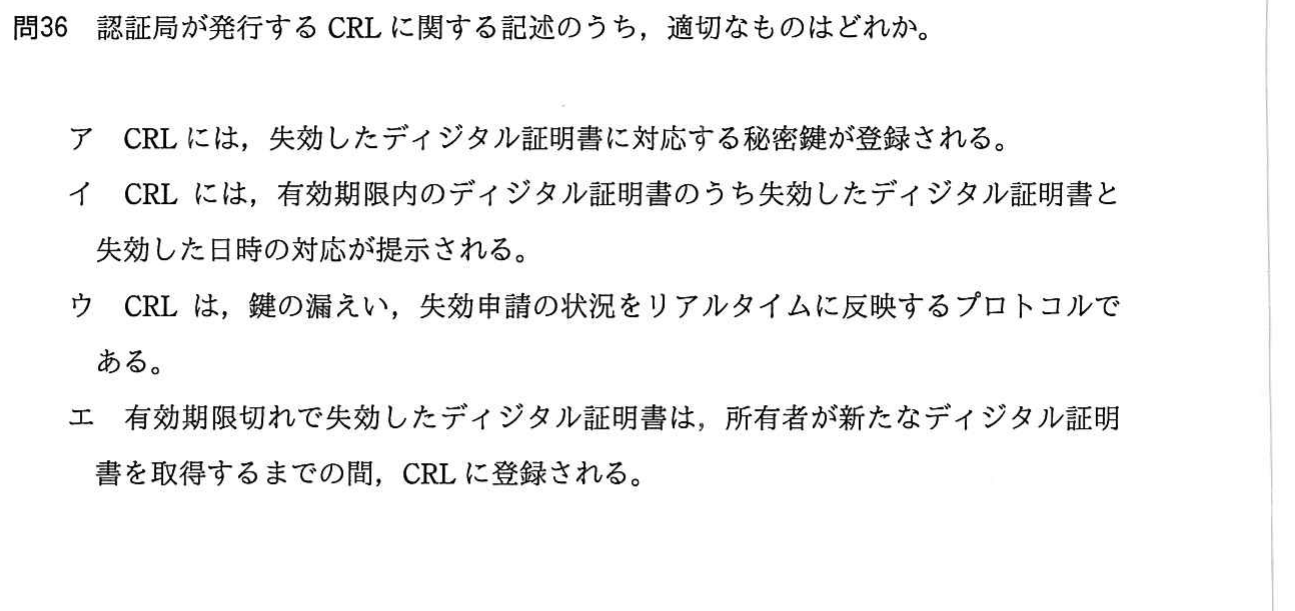 問36 認証局が発行する CRL に関する記述のうち，適切なものはどれか。
ア CRL には，失効したディジタル証明書に対応する秘密鍵が登録される。
イ CRL には，有効期限内のディジタル証明書のうち失効したディジタル証明書と
失効した日時の対応が提示される。
ウ CRL は，鍵の漏えい，失効申請の状況をリアルタイムに反映するプロトコルで
ある。
エ 有効期限切れで失効したディジタル証明書は，所有者が新たなディジタル証明
書を取得するまでの間，CRL に登録される。